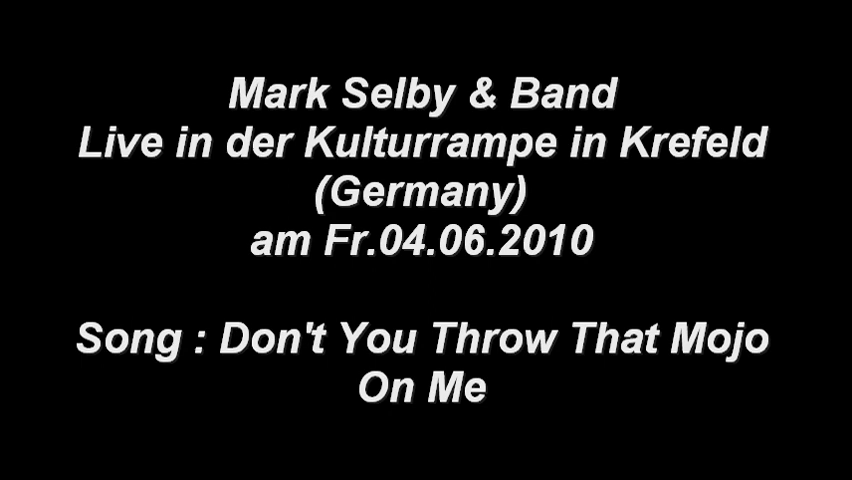 Mark Selby & Band
Live in der Kulturrampe in Krefeld
(Germany)
am Fr.04.06.2010
Song : Don't You Throw That Mojo
On Me